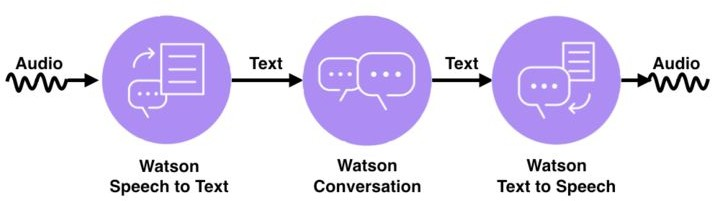 Audio
Text
Text
Audio
Watson
Speech to Text
Watson
Conversation
Watson
Text to Speech